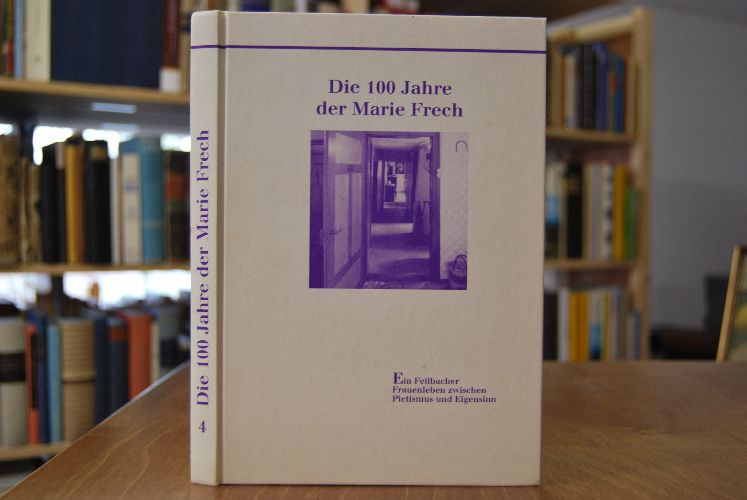 Die 100 Jahre
der Marie Frech
Ein Fellbacher
Frauenleben zwischen
Pietismus und Eigensinn
Die 100 Jahre der Marie Frech
4